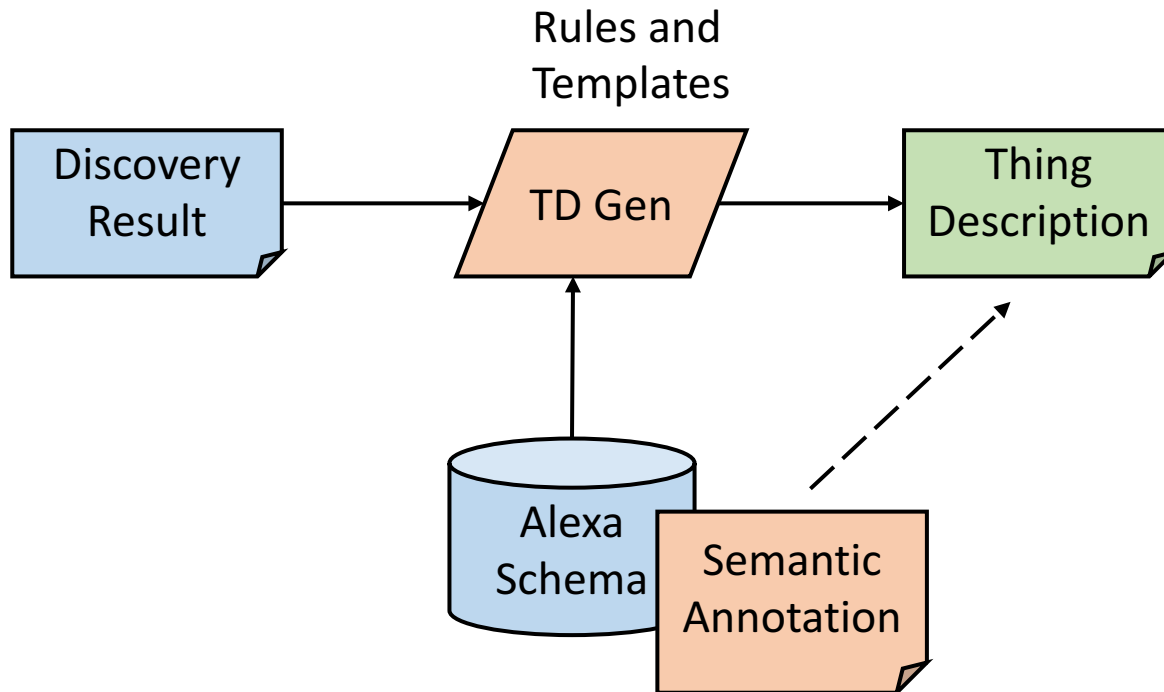 Rules and
Templates
Discovery
Result
TD Gen
Thing
Description
Alexa
Schema
Semantic
Annotation